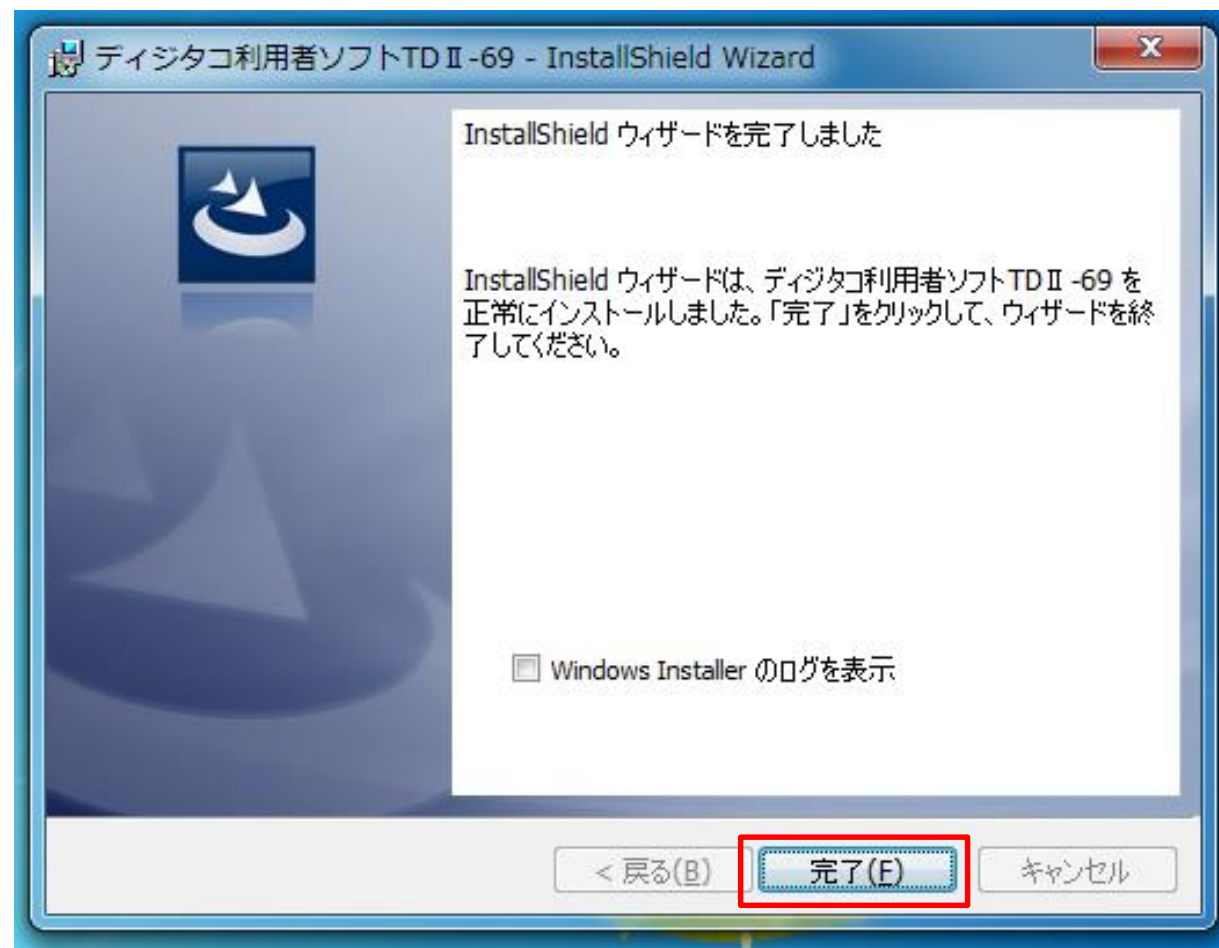 ディジタコ利用者ソフトTDⅡ-69 - InstallShield Wizard
InstallShield ウィザードを完了しました
InstallShield ウィザードは、ディジタコ利用者ソフトTDⅡ-69 を
正常にインストールしました。「完了」をクリックして、ウィザードを終
了してください。
Windows Installer のログを表示
< 戻る(B)
完了(F)
キャンセル